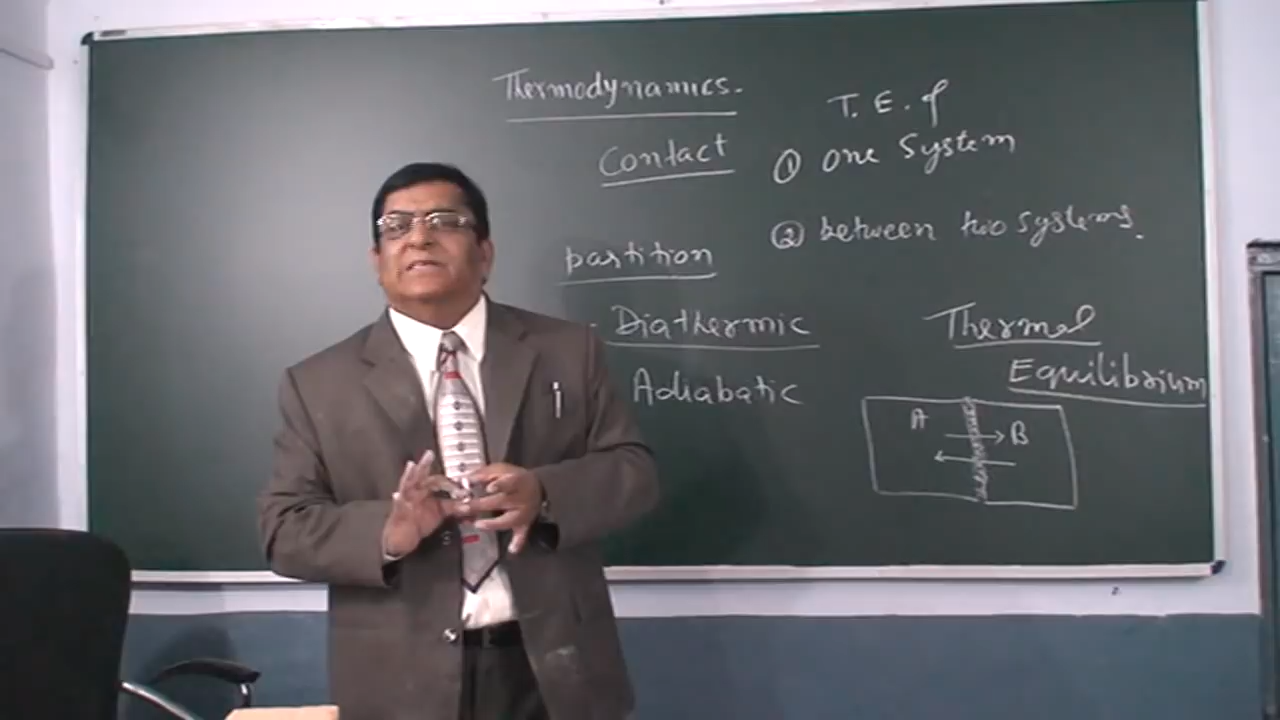 Thermodynamics.
Contact
partition
Diathermic
Adiabatic
T. E. of
① One System
② between two systems.
Thermal
Equilibrium
A
B